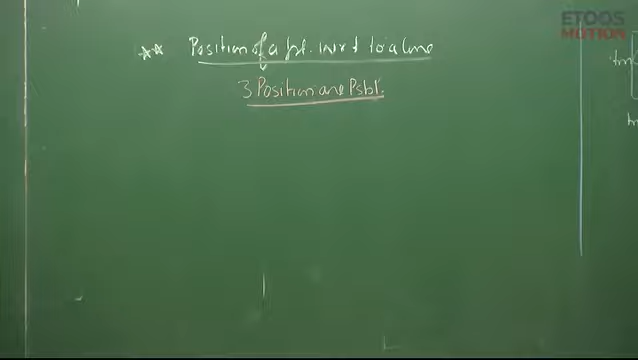 ** Position of a pt. w.r.t to a line
3 Position are Psbl.
ETOOS
MOTION